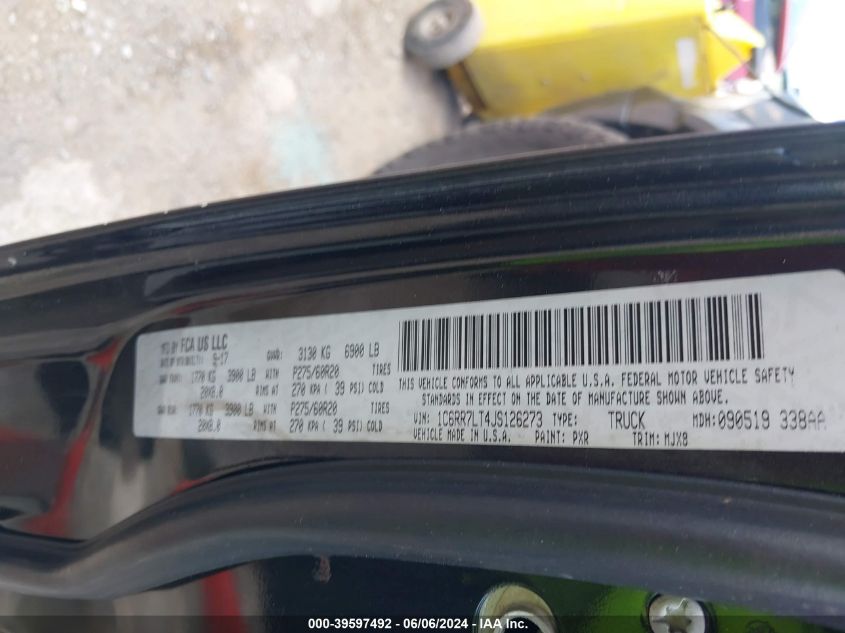 MFD BY FCA US LLC
DATE OF MFR 9-17 GVWR: 3130 KG 6900 LB
GAWR FRONT: 1770 KG 3900 LB WITH P275/60R20 TIRES
20X8.0 RIMS AT 270 KPA ( 39 PSI) COLD
GAWR REAR: 1770 KG 3900 LB WITH P275/60R20 TIRES
20X8.0 RIMS AT 270 KPA ( 39 PSI) COLD
THIS VEHICLE CONFORMS TO ALL APPLICABLE U.S.A. FEDERAL MOTOR VEHICLE SAFETY
STANDARDS IN EFFECT ON THE DATE OF MANUFACTURE SHOWN ABOVE.
VIN: 1C6RR7LT4JS126273 TYPE: TRUCK MDH: 090519 338AA
MADE IN U.S.A. PAINT: PXR TRIM: MJX8
000-39597492 - 06/06/2024 - IAA Inc.